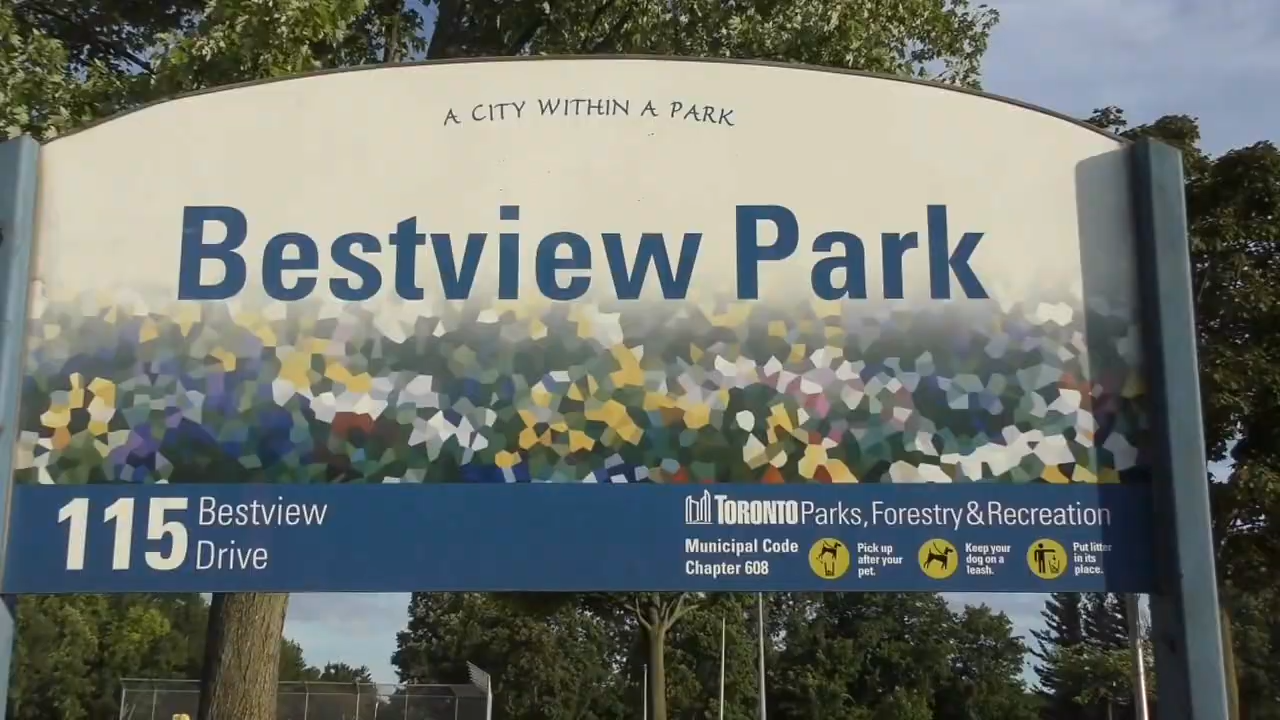 A CITY WITHIN A PARK
Bestview Park
115 Bestview
Drive
TORONTO Parks, Forestry & Recreation
Municipal Code
Chapter 608
Pick up
after your
pet.
Keep your
dog on a
leash.
Put litter
in its
place.